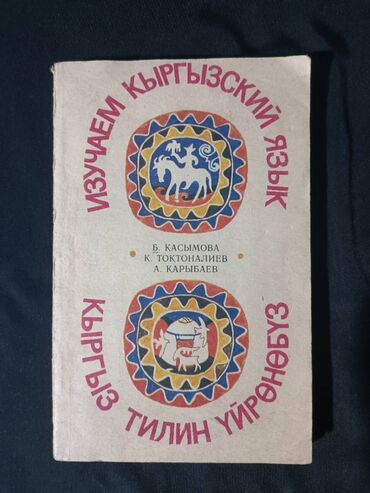 ИЗУЧАЕМ КЫРГЫЗСКИЙ ЯЗЫК
Б. КАСЫМОВА
К. ТОКТОНАЛИЕВ
А. КАРЫБАЕВ
КЫРГЫЗ ТИЛИН ҮЙРӨНӨБҮЗ